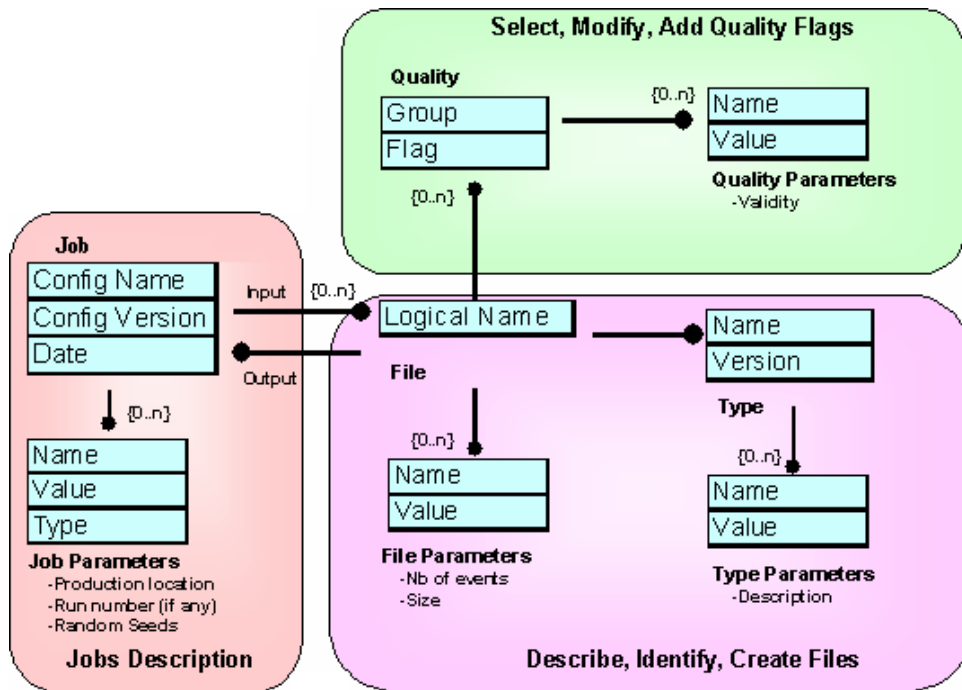 Select, Modify, Add Quality Flags
Quality
Group
Flag
{0..n}
Name
Value
Quality Parameters
-Validity
{0..n}
Job
Config Name
Config Version
Date
Input
{0..n}
Output
{0..n}
Name
Value
Type
Job Parameters
-Production location
-Run number (if any)
-Random Seeds
Jobs Description
Logical Name
File
{0..n}
Name
Value
File Parameters
-Nb of events
-Size
Name
Version
Type
{0..n}
Name
Value
Type Parameters
-Description
Describe, Identify, Create Files